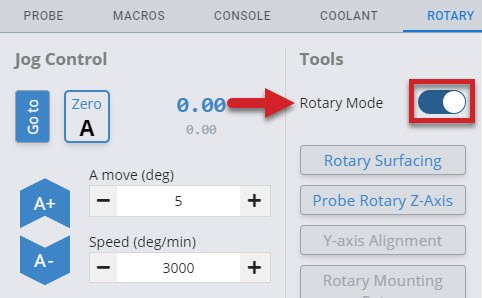 PROBE MACROS CONSOLE COOLANT ROTARY
Jog Control
Go to
Zero
A
0.00
0.00
A move (deg)
− 5 +
A+
A-
Speed (deg/min)
− 3000 +
Tools
Rotary Mode
Rotary Surfacing
Probe Rotary Z-Axis
Y-axis Alignment
Rotary Mounting